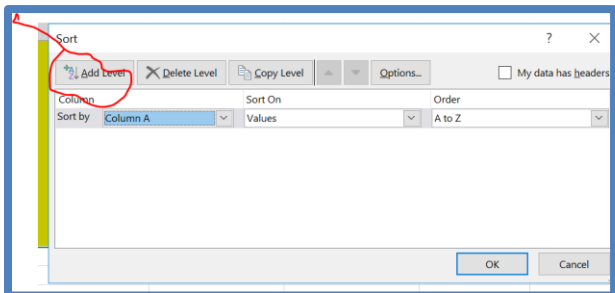 Sort ?
Add Level Delete Level Copy Level Options... My data has headers
Column Sort On Order
Sort by Column A Values A to Z
OK Cancel